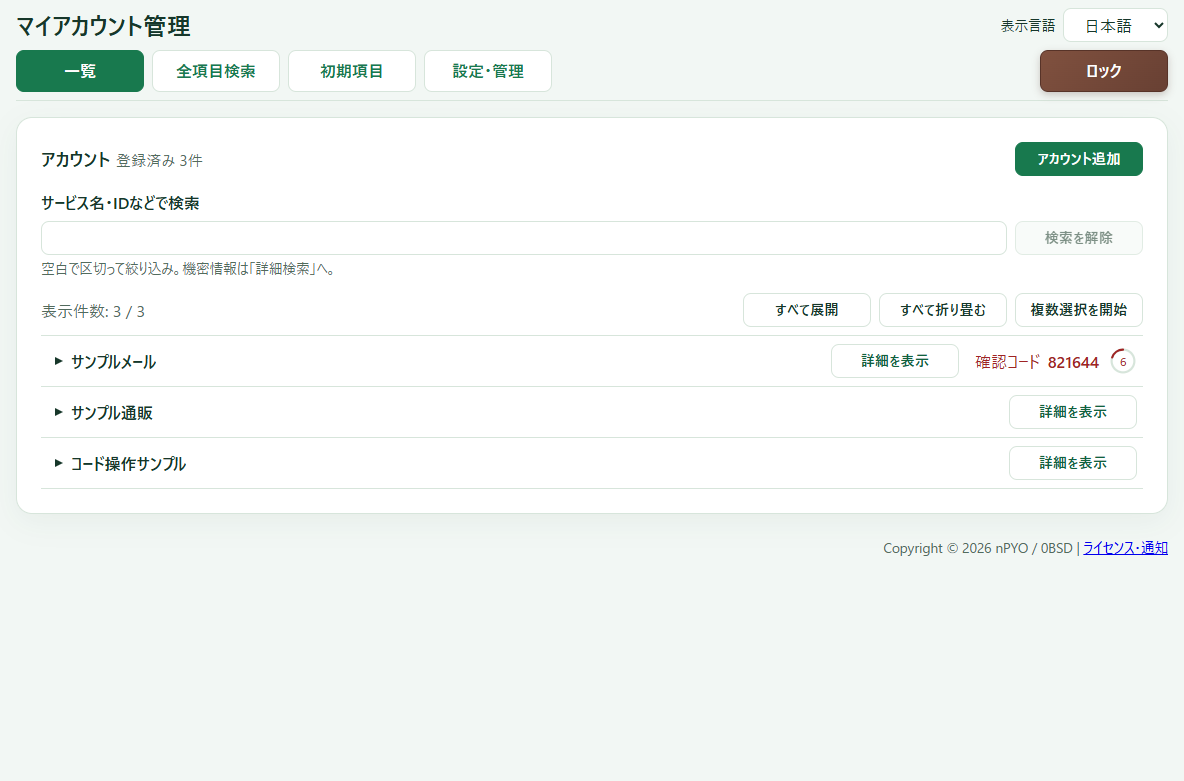 マイアカウント管理
表示言語 日本語
一覧 全項目検索 初期項目 設定・管理 ロック
アカウント 登録済み 3件 アカウント追加
サービス名・IDなどで検索
検索を解除
空白で区切って絞り込み。機密情報は「詳細検索」へ。
表示件数: 3 / 3 すべて展開 すべて折り畳む 複数選択を開始
サンプルメール 詳細を表示 確認コード 821644 6
サンプル通販 詳細を表示
コード操作サンプル 詳細を表示
Copyright © 2026 nPYO / 0BSD | ライセンス・通知